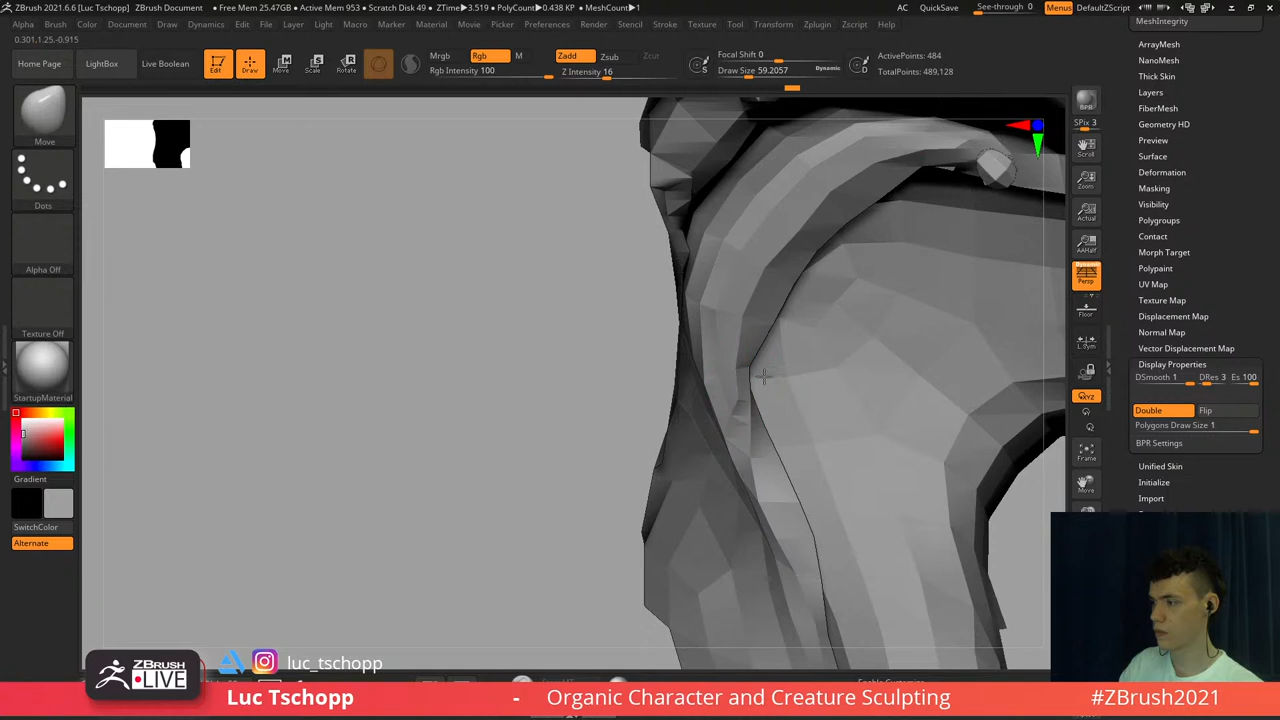 ZBrush 2021.6.6 [Luc Tschopp] ZBrush Document • Free Mem 25.47GB • Active Mem 953 • Scratch Disk 49 • ZTime▶3.519 • PolyCount▶0.438 KP • MeshCount▶1 AC QuickSave See-through 0 Menus DefaultZScript
Alpha Brush Color Document Draw Dynamics Edit File Layer Light Macro Marker Material Movie Picker Preferences Render Stencil Stroke Texture Tool Transform Zplugin Zscript Help
0.301,1.25,-0.915
Home Page LightBox Live Boolean Edit Draw Move Scale Rotate
Mrgb Rgb M
Rgb Intensity 100
Zadd Zsub Zcut
Z Intensity 16
S
Focal Shift 0
Draw Size 59.2057 Dynamic
D
ActivePoints: 484
TotalPoints: 489,128
Move
Dots
Alpha Off
Texture Off
StartupMaterial
Gradient
SwitchColor
Alternate
BPR
SPix 3
Scroll
Zoom
Actual
AAHalf
Dynamic
Persp
Floor
L.Sym
XYZ
Frame
Move
MeshIntegrity
ArrayMesh
NanoMesh
Thick Skin
Layers
FiberMesh
Geometry HD
Preview
Surface
Deformation
Masking
Visibility
Polygroups
Contact
Morph Target
Polypaint
UV Map
Texture Map
Displacement Map
Normal Map
Vector Displacement Map
Display Properties
DSmooth 1 DRes 3 Es 100
Double Flip
Polygons Draw Size 1
BPR Settings
Unified Skin
Initialize
Import
ZBRUSH
LIVE
luc_tschopp
Luc Tschopp - Organic Character and Creature Sculpting #ZBrush2021